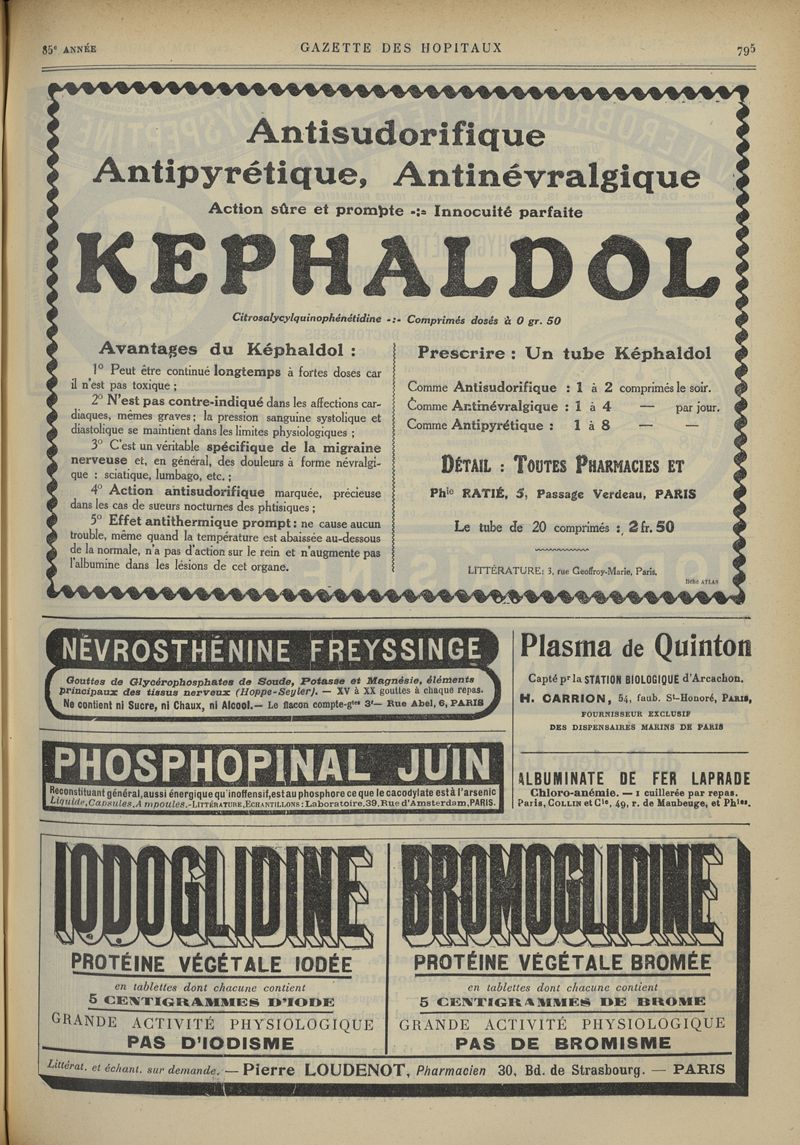 85e ANNÉE
GAZETTE DES HOPITAUX
795
Antisudorifique
Antipyrétique, Antinévralgique
Action sûre et prompte -:- Innocuité parfaite
KEPHALDOL
Citrosalycylquinophénétidine -:- Comprimés dosés à 0 gr. 50
Avantages du Képhaldol :
1° Peut être continué longtemps à fortes doses car
il n'est pas toxique ;
2° N'est pas contre-indiqué dans les affections car-
diaques, mêmes graves ; la pression sanguine systolique et
diastolique se maintient dans les limites physiologiques ;
3° C'est un véritable spécifique de la migraine
nerveuse et, en général, des douleurs à forme névralgi-
que : sciatique, lumbago, etc. ;
4° Action antisudorifique marquée, précieuse
dans les cas de sueurs nocturnes des phtisiques ;
5° Effet antithermique prompt : ne cause aucun
trouble, même quand la température est abaissée au-dessous
de la normale, n'a pas d'action sur le rein et n'augmente pas
l'albumine dans les lésions de cet organe.
Prescrire : Un tube Képhaldol
Comme Antisudorifique : 1 à 2 comprimés le soir.
Comme Antinévralgique : 1 à 4 — par jour.
Comme Antipyrétique : 1 à 8 — —
DÉTAIL : TOUTES PHARMACIES ET
Phie RATIÉ, 5, Passage Verdeau, PARIS
Le tube de 20 comprimés : 2 fr. 50
LITTÉRATURE : 3, rue Geoffroy-Marie, Paris.
Bché ATLAS
NÉVROSTHÉNINE FREYSSINGE
Gouttes de Glycérophosphates de Soude, Potasse et Magnésie, éléments
principaux des tissus nerveux (Hoppe-Seyler). — XV à XX gouttes à chaque repas.
Ne contient ni Sucre, ni Chaux, ni Alcool. — Le flacon compte-gtes 3f — Rue Abel, 6, PARIS
PHOSPHOPINAL JUIN
Reconstituant général, aussi énergique qu'inoffensif, est au phosphore ce que le cacodylate est à l'arsenic
Liquide, Capsules, Ampoules. - LITTÉRATURE, ECHANTILLONS : Laboratoire, 39, Rue d'Amsterdam, PARIS.
Plasma de Quinton
Capté pr la STATION BIOLOGIQUE d'Arcachon.
H. CARRION, 54, faub. St-Honoré, PARIS,
FOURNISSEUR EXCLUSIF
DES DISPENSAIRES MARINS DE PARIS
ALBUMINATE DE FER LAPRADE
Chloro-anémie. — 1 cuillerée par repas.
Paris, COLLIN et Cie, 49, r. de Maubeuge, et Phies.
IODOGLIDINE
PROTÉINE VÉGÉTALE IODÉE
en tablettes dont chacune contient
5 CENTIGRAMMES D'IODE
GRANDE ACTIVITÉ PHYSIOLOGIQUE
PAS D'IODISME
BROMOGLIDINE
PROTÉINE VÉGÉTALE BROMÉE
en tablettes dont chacune contient
5 CENTIGRAMMES DE BROME
GRANDE ACTIVITÉ PHYSIOLOGIQUE
PAS DE BROMISME
Littérat. et échant. sur demande. — Pierre LOUDENOT, Pharmacien 30, Bd. de Strasbourg. — PARIS